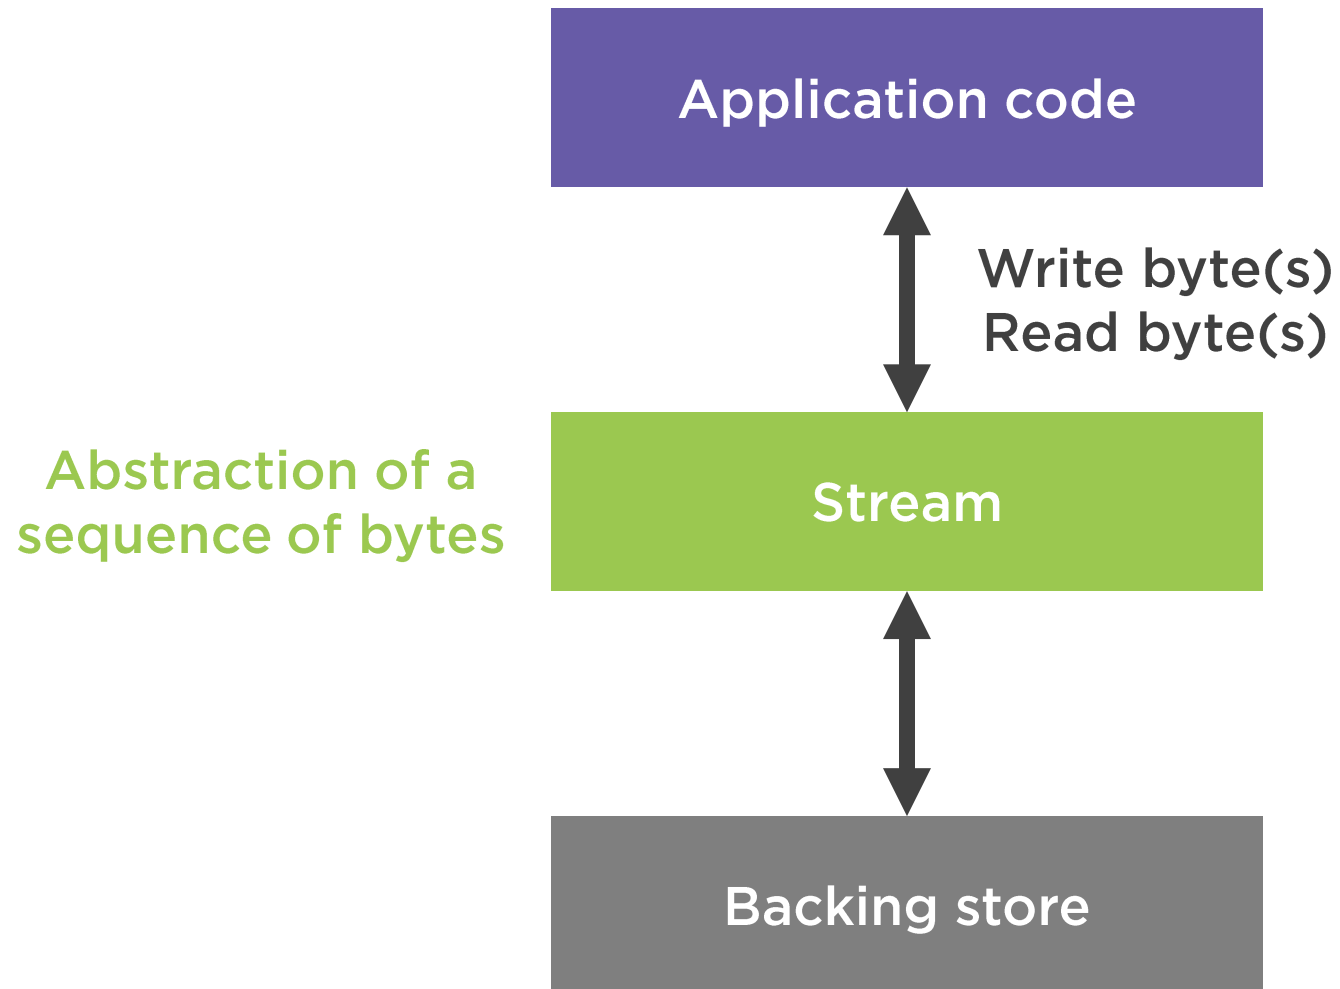 Application code
Write byte(s)
Read byte(s)
Abstraction of a
sequence of bytes
Stream
Backing store